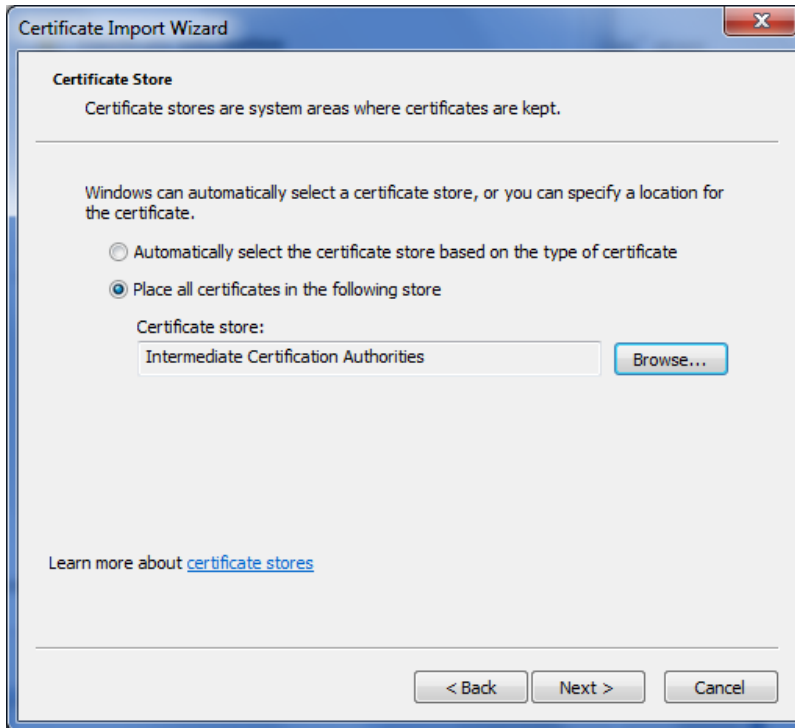 Certificate Import Wizard
Certificate Store
Certificate stores are system areas where certificates are kept.
Windows can automatically select a certificate store, or you can specify a location for
the certificate.
Automatically select the certificate store based on the type of certificate
Place all certificates in the following store
Certificate store:
Intermediate Certification Authorities
Browse...
Learn more about certificate stores
< Back Next > Cancel